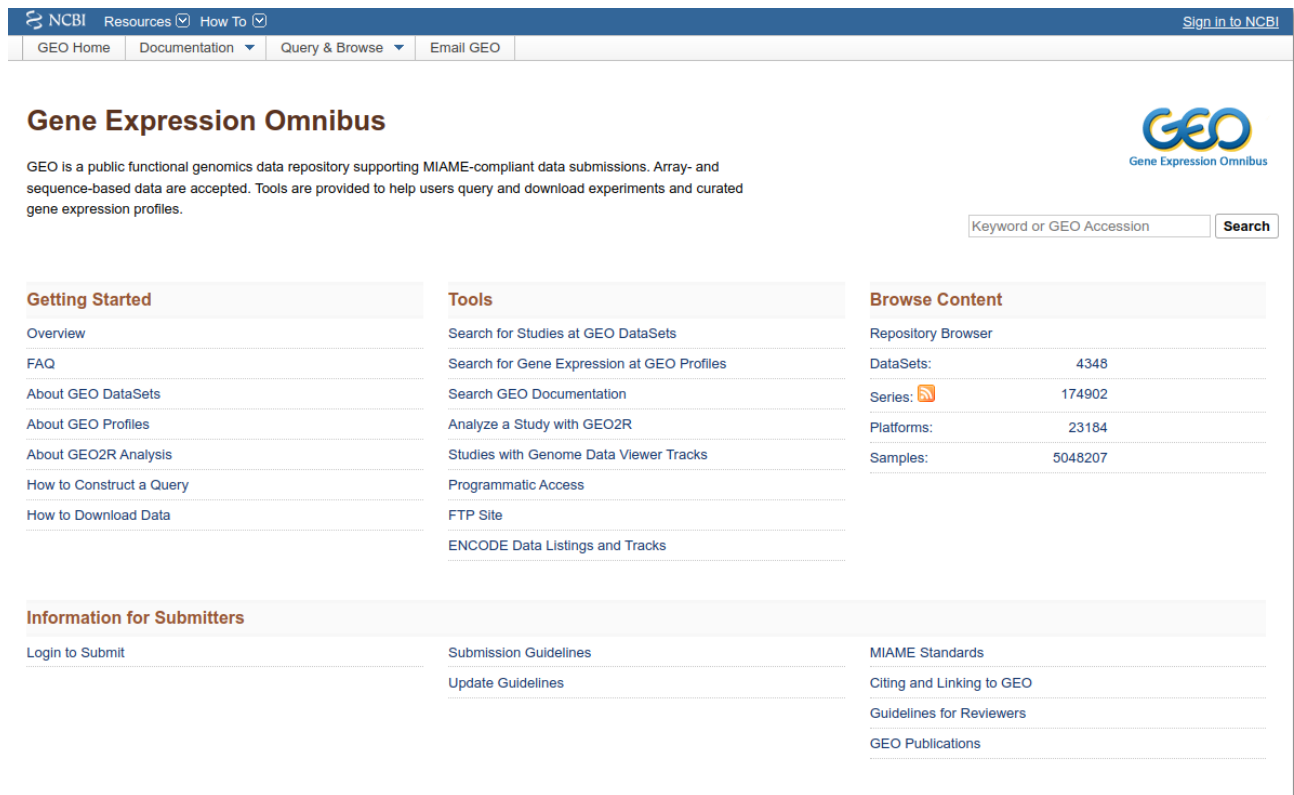 NCBI Resources How To Sign in to NCBI
GEO Home Documentation Query & Browse Email GEO
Gene Expression Omnibus
GEO
Gene Expression Omnibus
GEO is a public functional genomics data repository supporting MIAME-compliant data submissions. Array- and
sequence-based data are accepted. Tools are provided to help users query and download experiments and curated
gene expression profiles.
Keyword or GEO Accession Search
Getting Started
Overview
FAQ
About GEO DataSets
About GEO Profiles
About GEO2R Analysis
How to Construct a Query
How to Download Data
Tools
Search for Studies at GEO DataSets
Search for Gene Expression at GEO Profiles
Search GEO Documentation
Analyze a Study with GEO2R
Studies with Genome Data Viewer Tracks
Programmatic Access
FTP Site
ENCODE Data Listings and Tracks
Browse Content
Repository Browser
DataSets: 4348
Series: 174902
Platforms: 23184
Samples: 5048207
Information for Submitters
Login to Submit
Submission Guidelines
Update Guidelines
MIAME Standards
Citing and Linking to GEO
Guidelines for Reviewers
GEO Publications